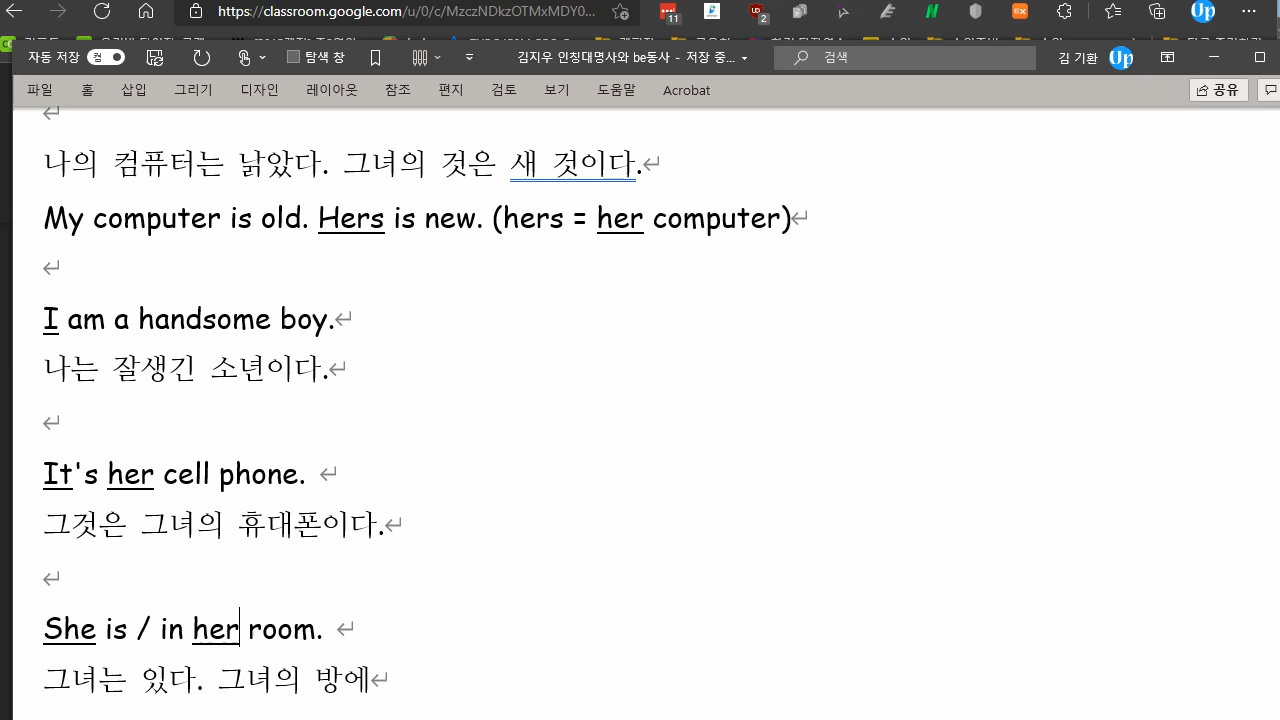 https://classroom.google.com/u/0/c/MzczNDkzOTMxMDY0...
11
2
Up
자동 저장 컴 탐색 창 김지우 인칭대명사와 be동사 - 저장 중... 검색 김 기환 Up
파일 홈 삽입 그리기 디자인 레이아웃 참조 편지 검토 보기 도움말 Acrobat 공유
나의 컴퓨터는 낡았다. 그녀의 것은 새 것이다.
My computer is old. Hers is new. (hers = her computer)
I am a handsome boy.
나는 잘생긴 소년이다.
It's her cell phone.
그것은 그녀의 휴대폰이다.
She is / in her room.
그녀는 있다. 그녀의 방에